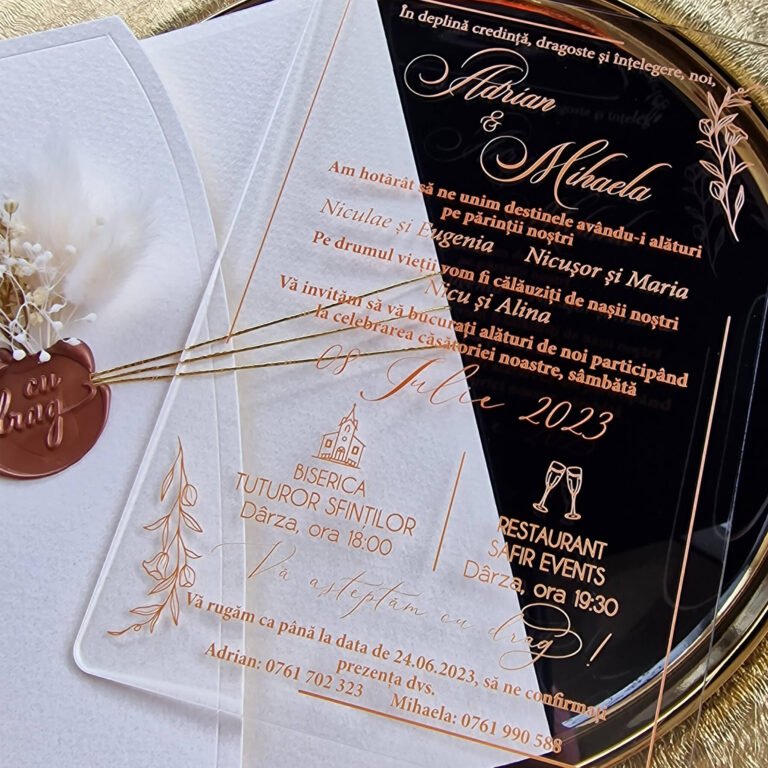 În deplină credință, dragoste și înțelegere, noi,
Adrian
&
Mihaela
Am hotărât să ne unim destinele avându-i alături
pe părinții noștri
Niculae și Eugenia
Nicușor și Maria
Pe drumul vieții vom fi călăuziți de nașii noștri
Nicu și Alina
Vă invităm să vă bucurați alături de noi participând
la celebrarea căsătoriei noastre, sâmbătă
08 Iulie 2023
BISERICA
TUTUROR SFINȚILOR
Dârza, ora 18:00
RESTAURANT
SAFIR EVENTS
Dârza, ora 19:30
Vă așteptăm cu drag !
Vă rugăm ca până la data de 24.06.2023, să ne confirmați
prezența dvs.
Adrian: 0761 702 323
Mihaela: 0761 990 588
cu
drag